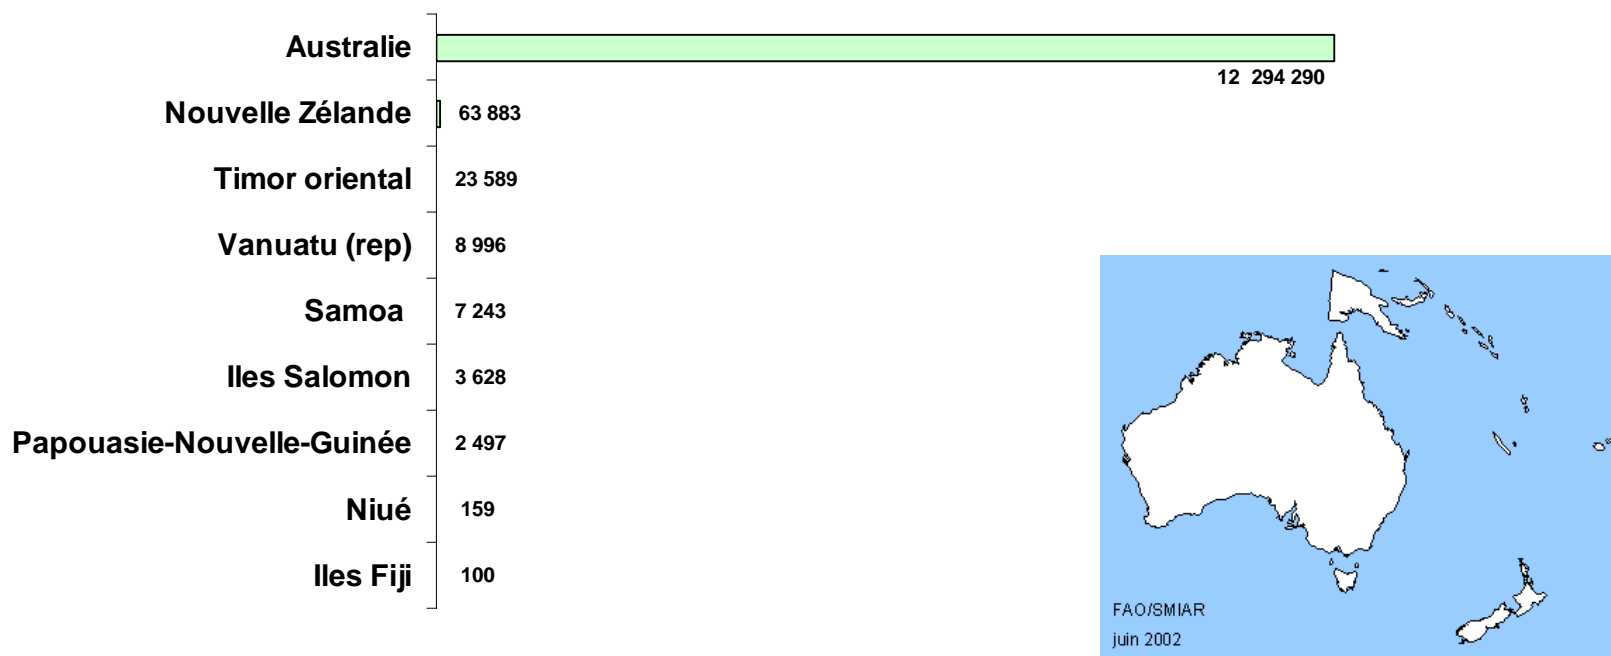 Australie
12 294 290
Nouvelle Zélande 63 883
Timor oriental 23 589
Vanuatu (rep) 8 996
Samoa 7 243
Iles Salomon 3 628
Papouasie-Nouvelle-Guinée 2 497
Niué 159
Iles Fiji 100
FAO/SMIAR
juin 2002